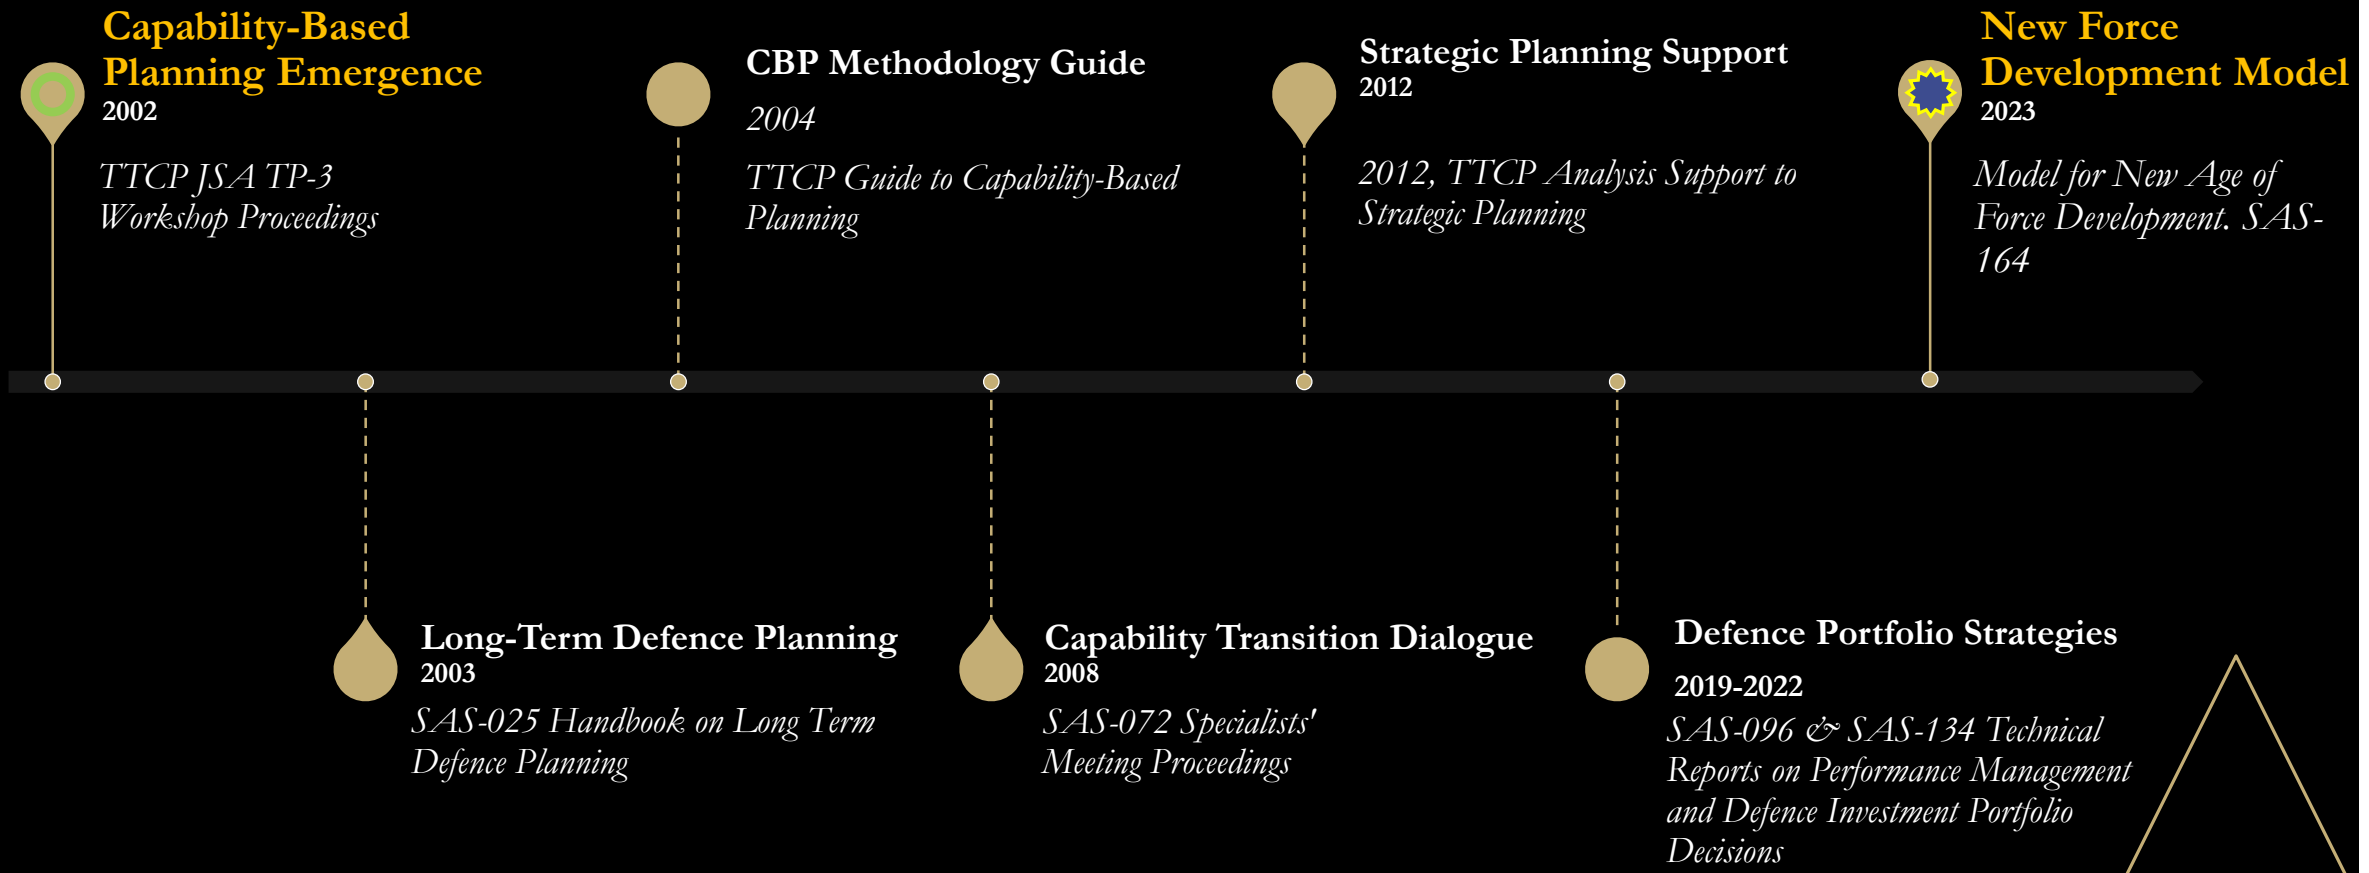 Capability-Based
Planning Emergence
2002
TTCP JSA TP-3
Workshop Proceedings
CBP Methodology Guide
2004
TTCP Guide to Capability-Based
Planning
Strategic Planning Support
2012
2012, TTCP Analysis Support to
Strategic Planning
New Force
Development Model
2023
Model for New Age of
Force Development. SAS-
164
Long-Term Defence Planning
2003
SAS-025 Handbook on Long Term
Defence Planning
Capability Transition Dialogue
2008
SAS-072 Specialists'
Meeting Proceedings
Defence Portfolio Strategies
2019-2022
SAS-096 & SAS-134 Technical
Reports on Performance Management
and Defence Investment Portfolio
Decisions